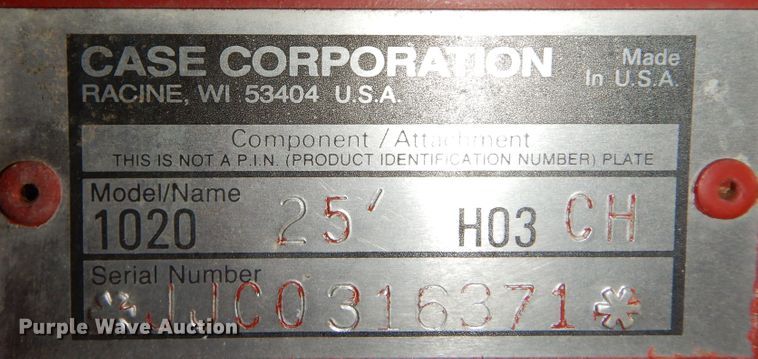 CASE CORPORATION
RACINE, WI 53404 U.S.A.
Made
In U.S.A.
Component/Attachment
THIS IS NOT A P.I.N. (PRODUCT IDENTIFICATION NUMBER) PLATE
Model/Name
1020 25' H03 CH
Serial Number
*JJC0316371*
Purple Wave Auction